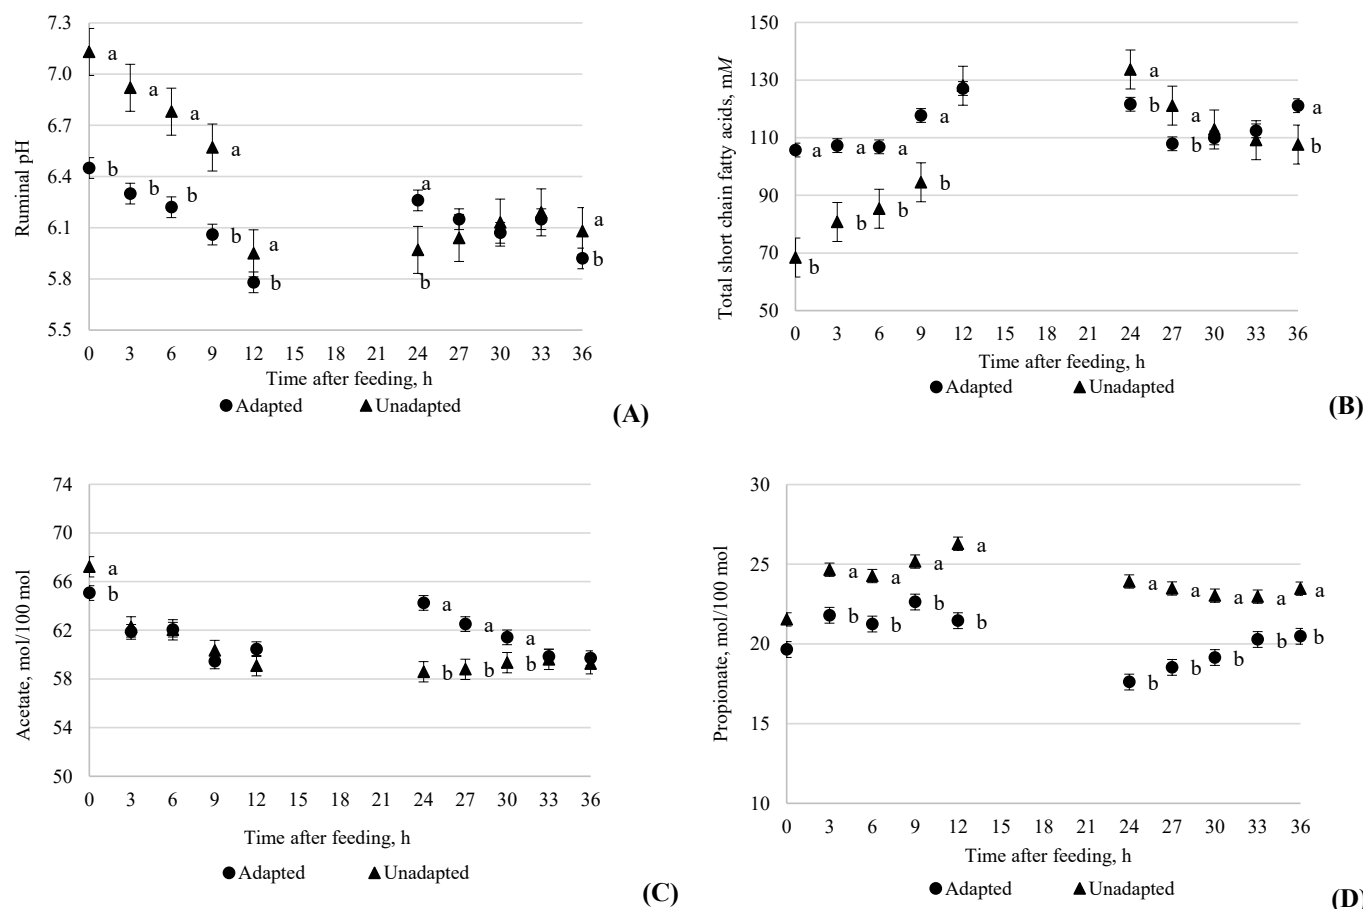 7.3
7.0
6.7
6.4
6.1
5.8
5.5
Ruminal pH
a
a
a
a
b
b
b
b
a
b
a
b
a
b
0 3 6 9 12 15 18 21 24 27 30 33 36
Time after feeding, h
Adapted Unadapted
(A)
150
130
110
90
70
50
Total short chain fatty acids, mM
a
a
a
a
b
b
b
b
a
b
a
b
a
b
0 3 6 9 12 15 18 21 24 27 30 33 36
Time after feeding, h
Adapted Unadapted
(B)
74
70
66
62
58
54
50
Acetate, mol/100 mol
a
b
a
a
a
b
b
b
0 3 6 9 12 15 18 21 24 27 30 33 36
Time after feeding, h
Adapted Unadapted
(C)
30
25
20
15
10
Propionate, mol/100 mol
a
a
a
a
b
b
b
b
a
a
a
a
a
b
b
b
b
b
0 3 6 9 12 15 18 21 24 27 30 33 36
Time after feeding, h
Adapted Unadapted
(D)